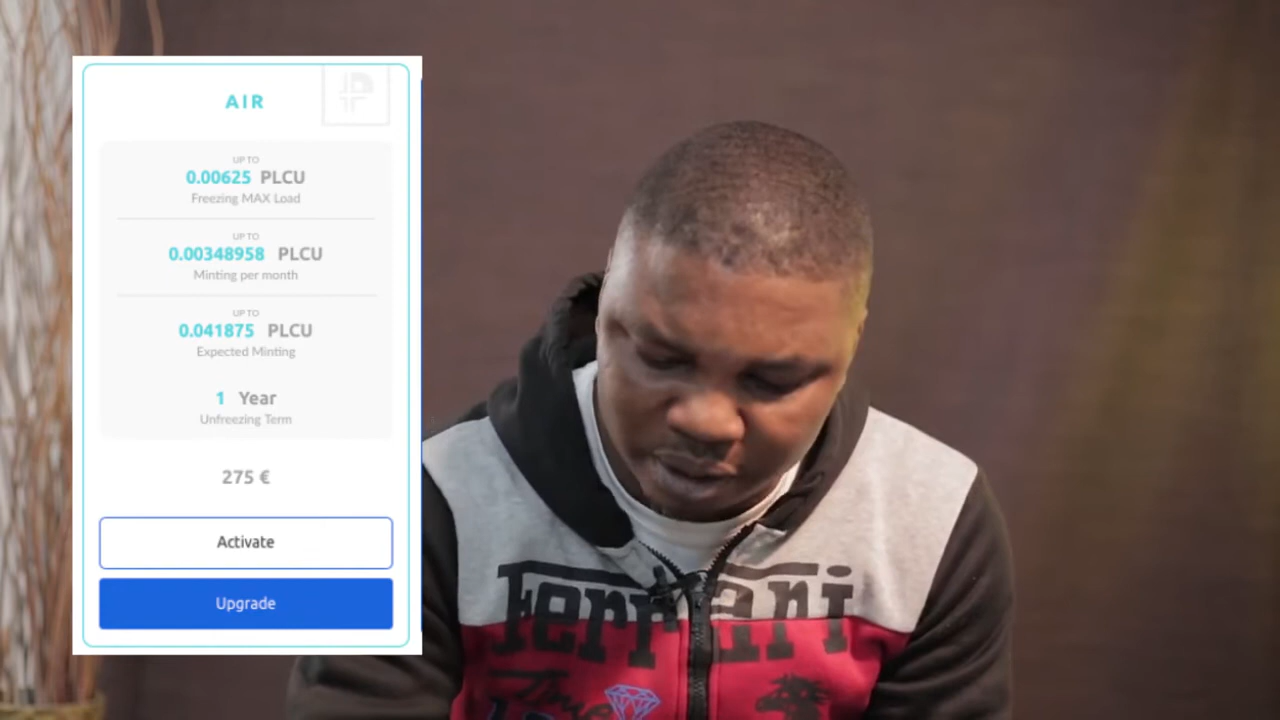 AIR
UP TO
0.00625 PLCU
Freezing MAX Load
UP TO
0.00348958 PLCU
Minting per month
UP TO
0.041875 PLCU
Expected Minting
1 Year
Unfreezing Term
275 €
Activate
Upgrade
Ferrari